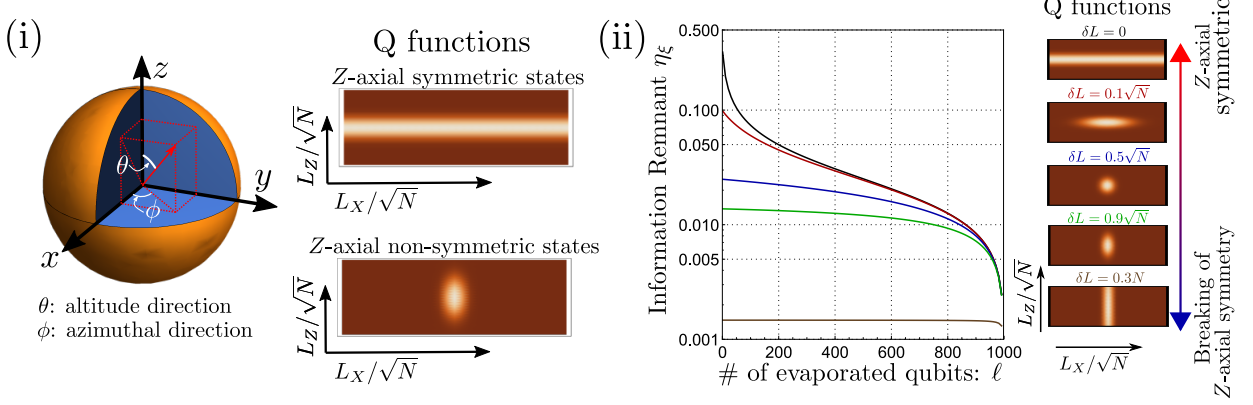 (i)
z
y
x
θ
ϕ
θ: altitude direction
ϕ: azimuthal direction
Q functions
Z-axial symmetric states
L_Z/√N
L_X/√N
Z-axial non-symmetric states
L_Z/√N
L_X/√N
(ii)
Information Remnant η_ξ
0.500
0.100
0.050
0.010
0.005
0.001
0 200 400 600 800 1000
# of evaporated qubits: ℓ
Q functions
δL = 0
δL = 0.1√N
δL = 0.5√N
δL = 0.9√N
δL = 0.3N
L_Z/√N
L_X/√N
Z-axial
symmetric
Breaking of
Z-axial symmetry